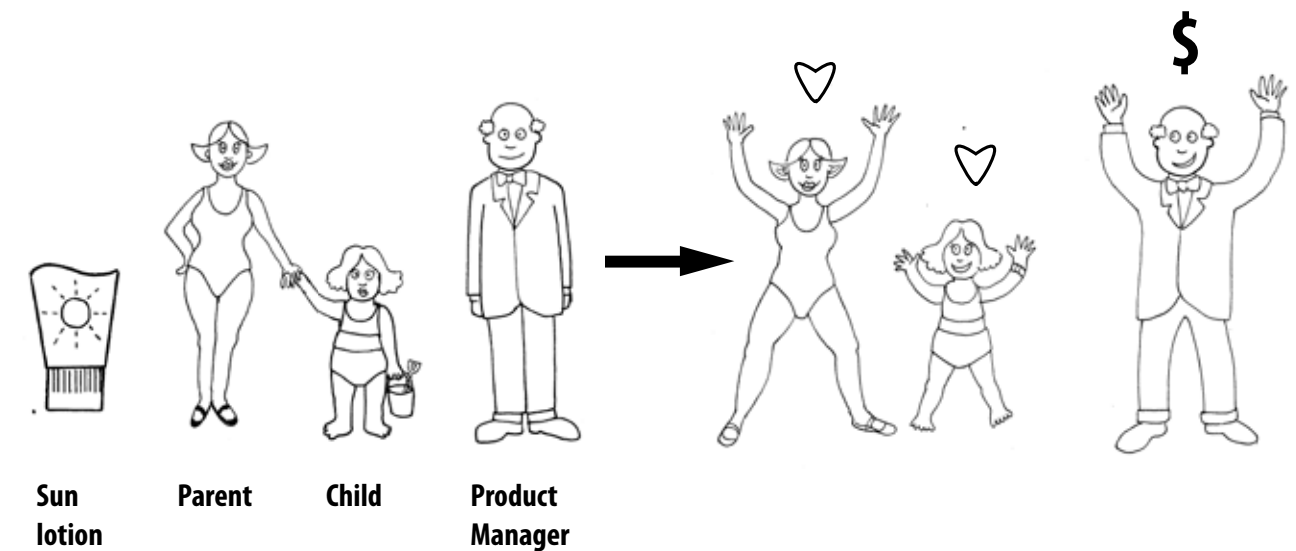 $
Sun
lotion
Parent
Child
Product
Manager